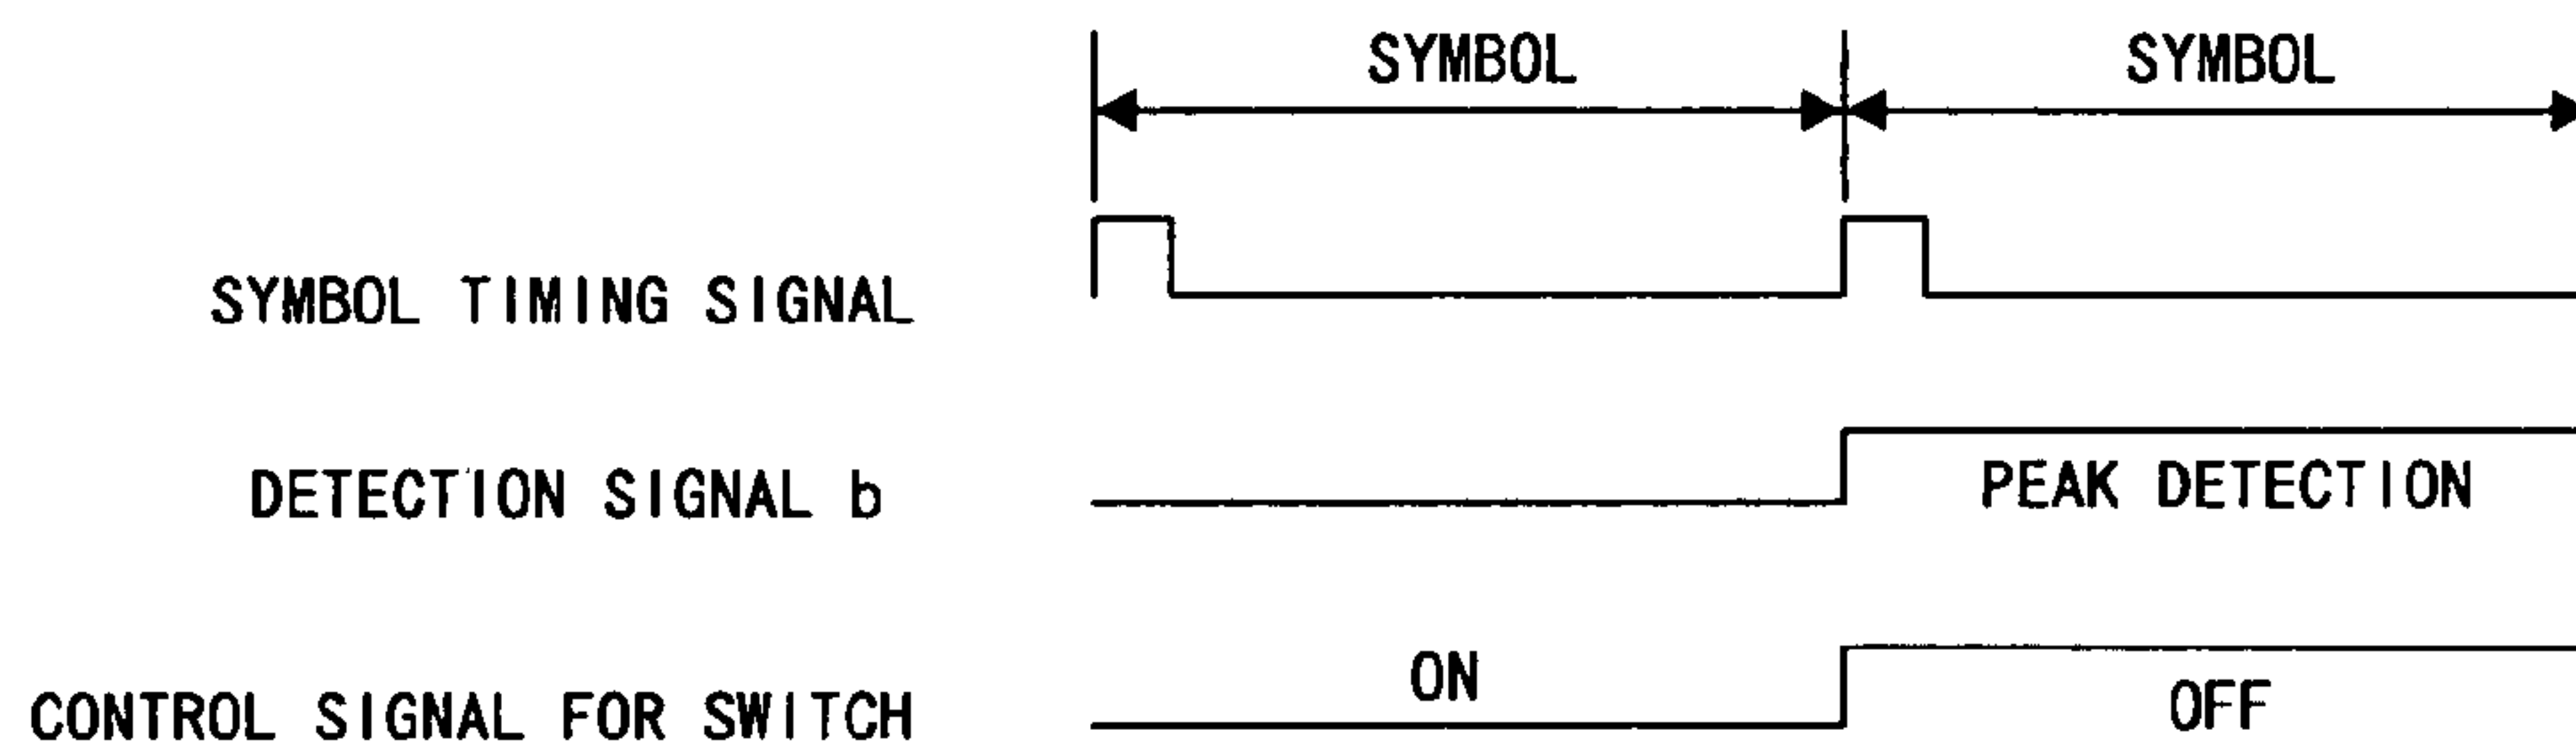 SYMBOL SYMBOL
SYMBOL TIMING SIGNAL
DETECTION SIGNAL b PEAK DETECTION
ON
CONTROL SIGNAL FOR SWITCH OFF